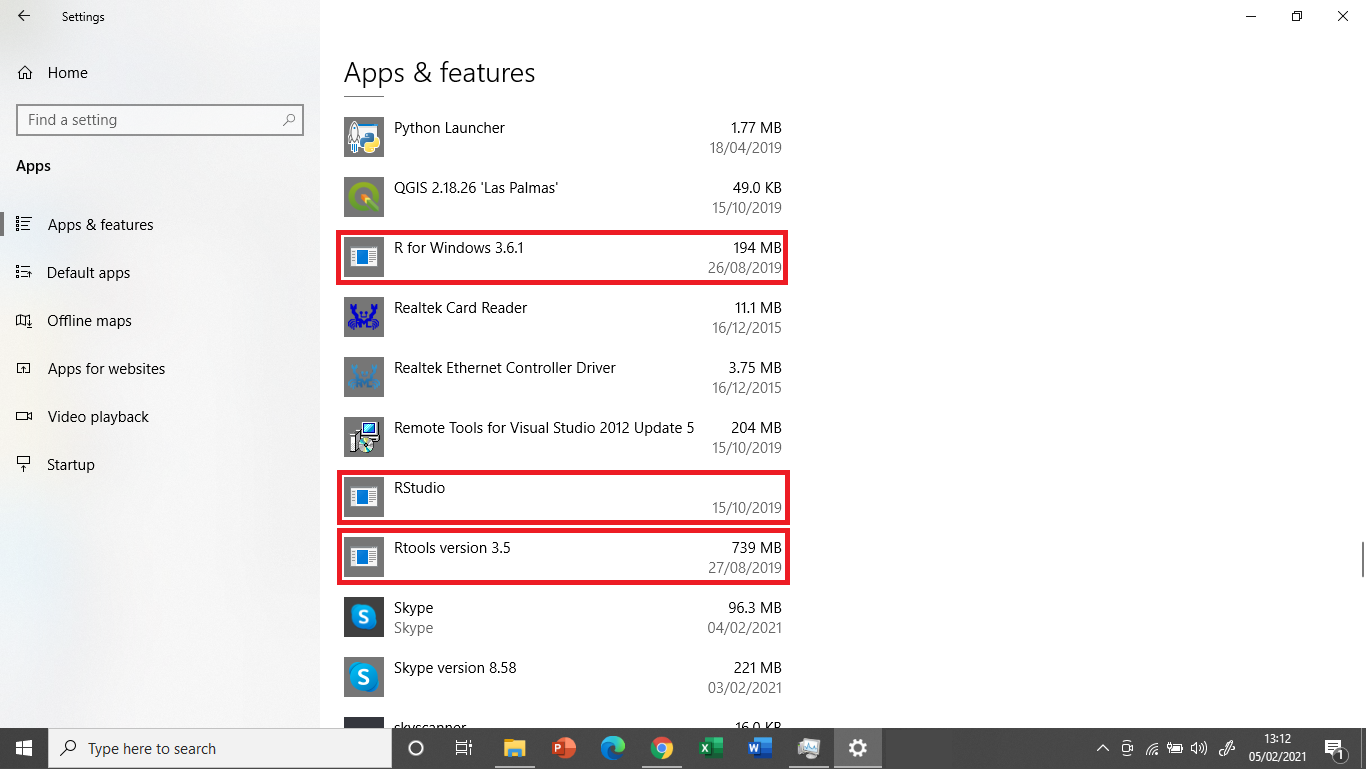 Settings
Home
Find a setting
Apps
Apps & features
Default apps
Offline maps
Apps for websites
Video playback
Startup
Apps & features
Python Launcher 1.77 MB
18/04/2019
QGIS 2.18.26 'Las Palmas' 49.0 KB
15/10/2019
R for Windows 3.6.1 194 MB
26/08/2019
Realtek Card Reader 11.1 MB
16/12/2015
Realtek Ethernet Controller Driver 3.75 MB
16/12/2015
Remote Tools for Visual Studio 2012 Update 5 204 MB
15/10/2019
RStudio
15/10/2019
Rtools version 3.5 739 MB
27/08/2019
Skype 96.3 MB
Skype 04/02/2021
Skype version 8.58 221 MB
03/02/2021
skyscanner 16.0 KB
Type here to search
13:12
05/02/2021
1